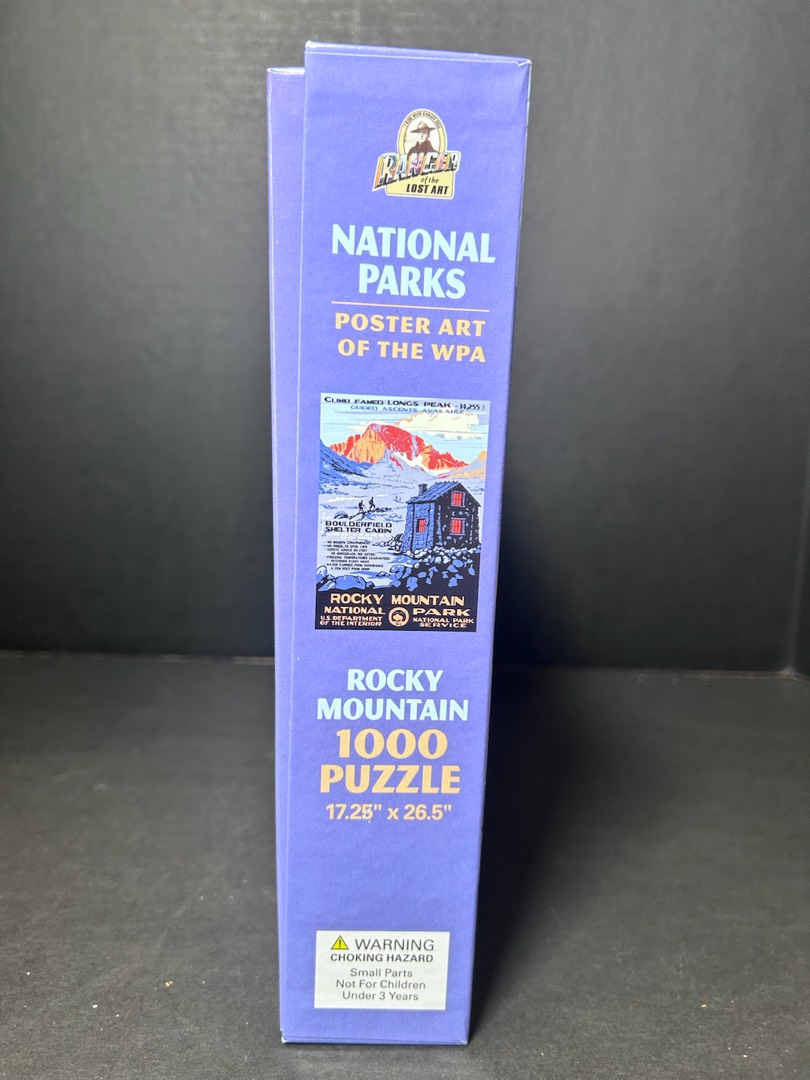 RANGER
of the
LOST ART
NATIONAL
PARKS
POSTER ART
OF THE WPA
CLIMB FAMED LONGS PEAK - 14,255
GUIDED ASCENTS AVAILABLE
BOULDERFIELD
SHELTER CABIN
ROCKY MOUNTAIN
NATIONAL PARK
U.S. DEPARTMENT
OF THE INTERIOR
NATIONAL PARK
SERVICE
ROCKY
MOUNTAIN
1000
PUZZLE
17.25" x 26.5"
WARNING
CHOKING HAZARD
Small Parts
Not For Children
Under 3 Years